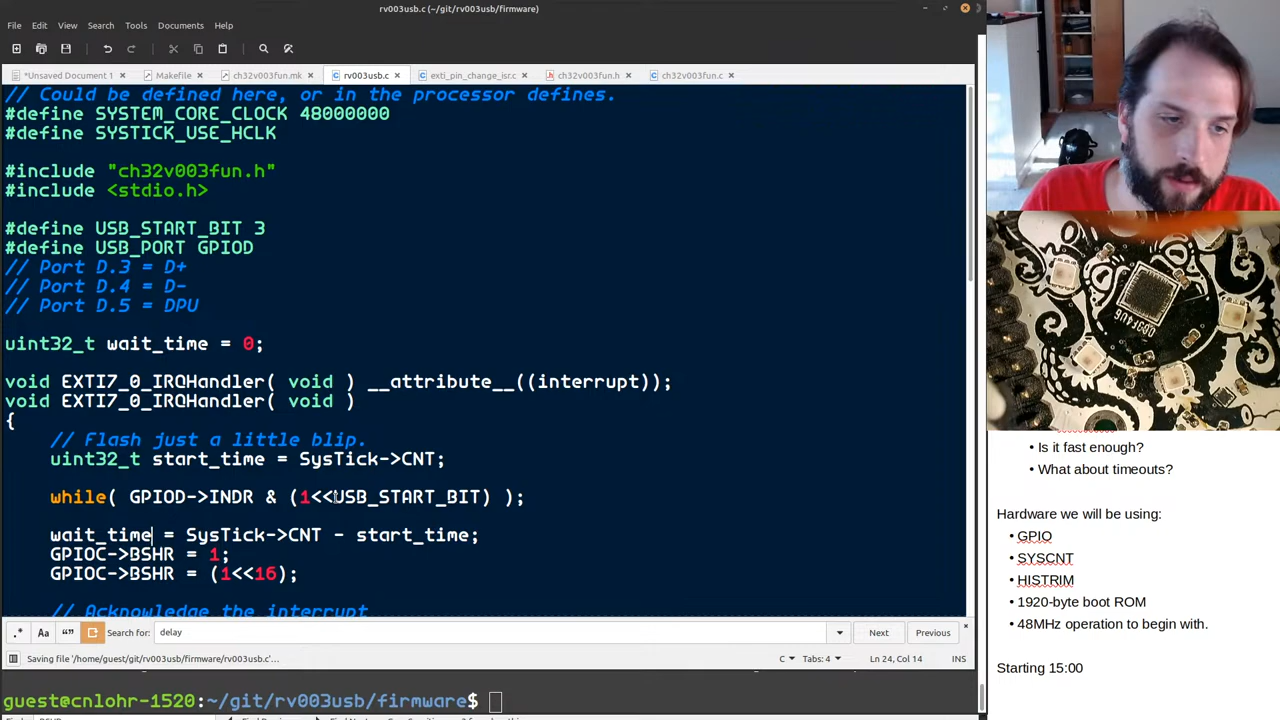 rv003usb.c (~/git/rv003usb/firmware)
File Edit View Search Tools Documents Help
*Unsaved Document 1 Makefile ch32v003fun.mk rv003usb.c exti_pin_change_isr.c ch32v003fun.h ch32v003fun.c
// Could be defined here, or in the processor defines.
#define SYSTEM_CORE_CLOCK 48000000
#define SYSTICK_USE_HCLK
#include "ch32v003fun.h"
#include <stdio.h>
#define USB_START_BIT 3
#define USB_PORT GPIOD
// Port D.3 = D+
// Port D.4 = D-
// Port D.5 = DPU
uint32_t wait_time = 0;
void EXTI7_0_IRQHandler( void ) __attribute__((interrupt));
void EXTI7_0_IRQHandler( void )
{
// Flash just a little blip.
uint32_t start_time = SysTick->CNT;
while( GPIOD->INDR & (1<<USB_START_BIT) );
wait_time = SysTick->CNT - start_time;
GPIOC->BSHR = 1;
GPIOC->BSHR = (1<<16);
// Acknowledge the interrupt
.* Aa Search for: delay Next Previous
Saving file '/home/guest/git/rv003usb/firmware/rv003usb.c'... C Tabs: 4 Ln 24, Col 14 INS
guest@cnlohr-1520:~/git/rv003usb/firmware$
• Is it fast enough?
• What about timeouts?
Hardware we will be using:
• GPIO
• SYSCNT
• HISTRIM
• 1920-byte boot ROM
• 48MHz operation to begin with.
Starting 15:00